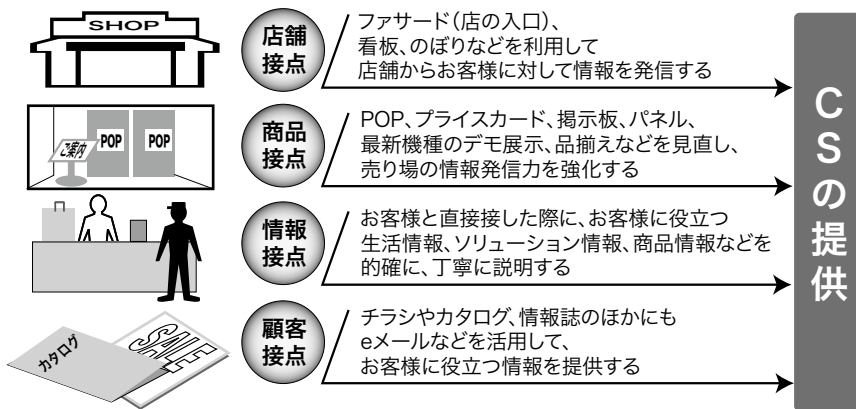 SHOP
店舗
接点
ファサード(店の入口)、
看板、のぼりなどを利用して
店舗からお客様に対して情報を発信する
ご案内
POP
POP
商品
接点
POP、プライスカード、掲示板、パネル、
最新機種のデモ展示、品揃えなどを見直し、
売り場の情報発信力を強化する
情報
接点
お客様と直接接した際に、お客様に役立つ
生活情報、ソリューション情報、商品情報などを
的確に、丁寧に説明する
カタログ
SALE
顧客
接点
チラシやカタログ、情報誌のほかにも
eメールなどを活用して、
お客様に役立つ情報を提供する
CSの提供